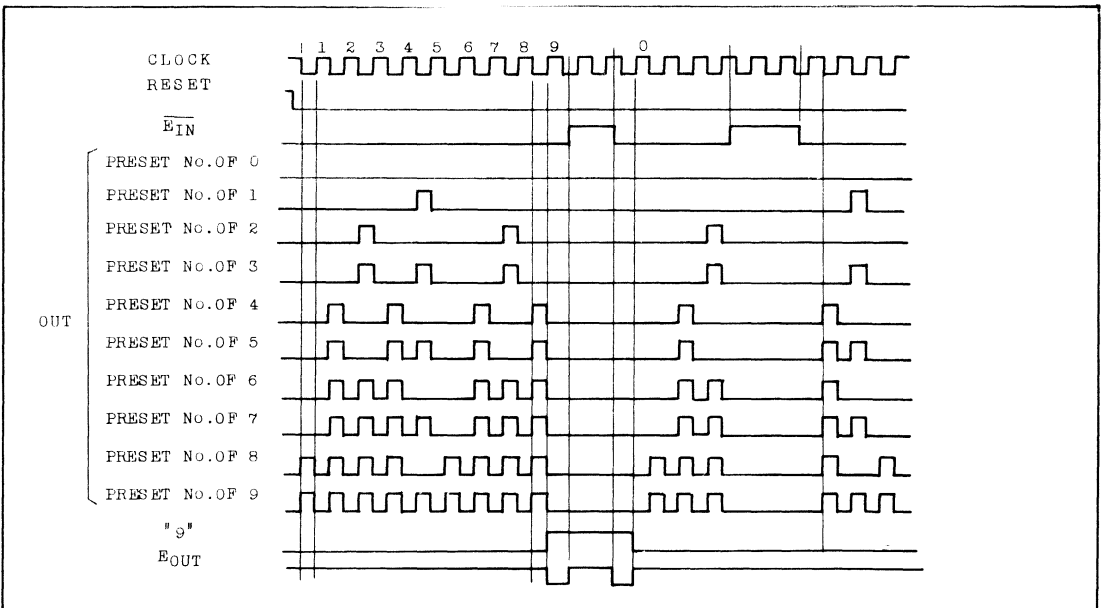 1 1 2 3 4 5 6 7 8 9 0
CLOCK
RESET
E̅I̅N̅
PRESET No.OF 0
PRESET No.OF 1
PRESET No.OF 2
PRESET No.OF 3
PRESET No.OF 4
OUT
PRESET No.OF 5
PRESET No.OF 6
PRESET No.OF 7
PRESET No.OF 8
PRESET No.OF 9
"9"
EOUT